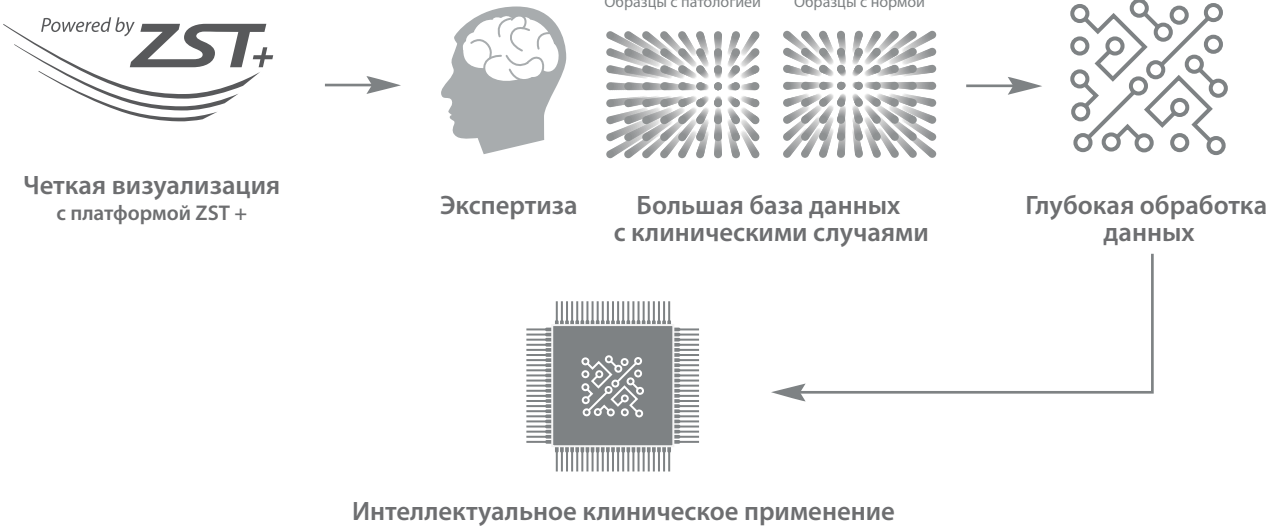 Образцы с патологией
Образцы с нормой
Powered by ZST+
Четкая визуализация
с платформой ZST +
Экспертиза
Большая база данных
с клиническими случаями
Глубокая обработка
данных
Интеллектуальное клиническое применение